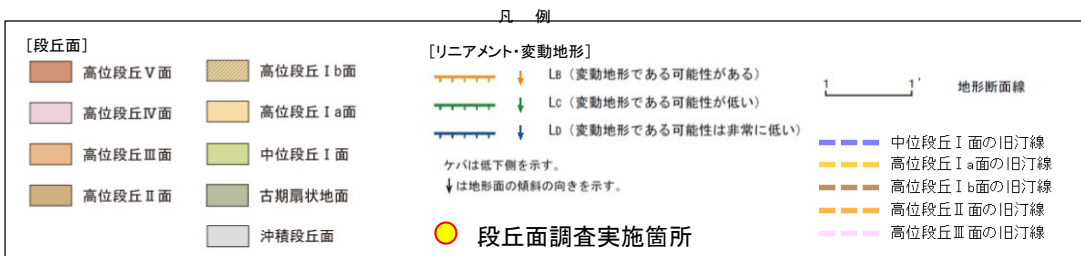 凡 例
[段丘面]
高位段丘Ⅴ面
高位段丘Ⅳ面
高位段丘Ⅲ面
高位段丘Ⅱ面
高位段丘Ⅰb面
高位段丘Ⅰa面
中位段丘Ⅰ面
古期扇状地面
沖積段丘面
[リニアメント・変動地形]
LB（変動地形である可能性がある）
LC（変動地形である可能性が低い）
LD（変動地形である可能性は非常に低い）
ケバは低下側を示す。
↓は地形面の傾斜の向きを示す。
段丘面調査実施箇所
1 1' 地形断面線
中位段丘Ⅰ面の旧汀線
高位段丘Ⅰa面の旧汀線
高位段丘Ⅰb面の旧汀線
高位段丘Ⅱ面の旧汀線
高位段丘Ⅲ面の旧汀線